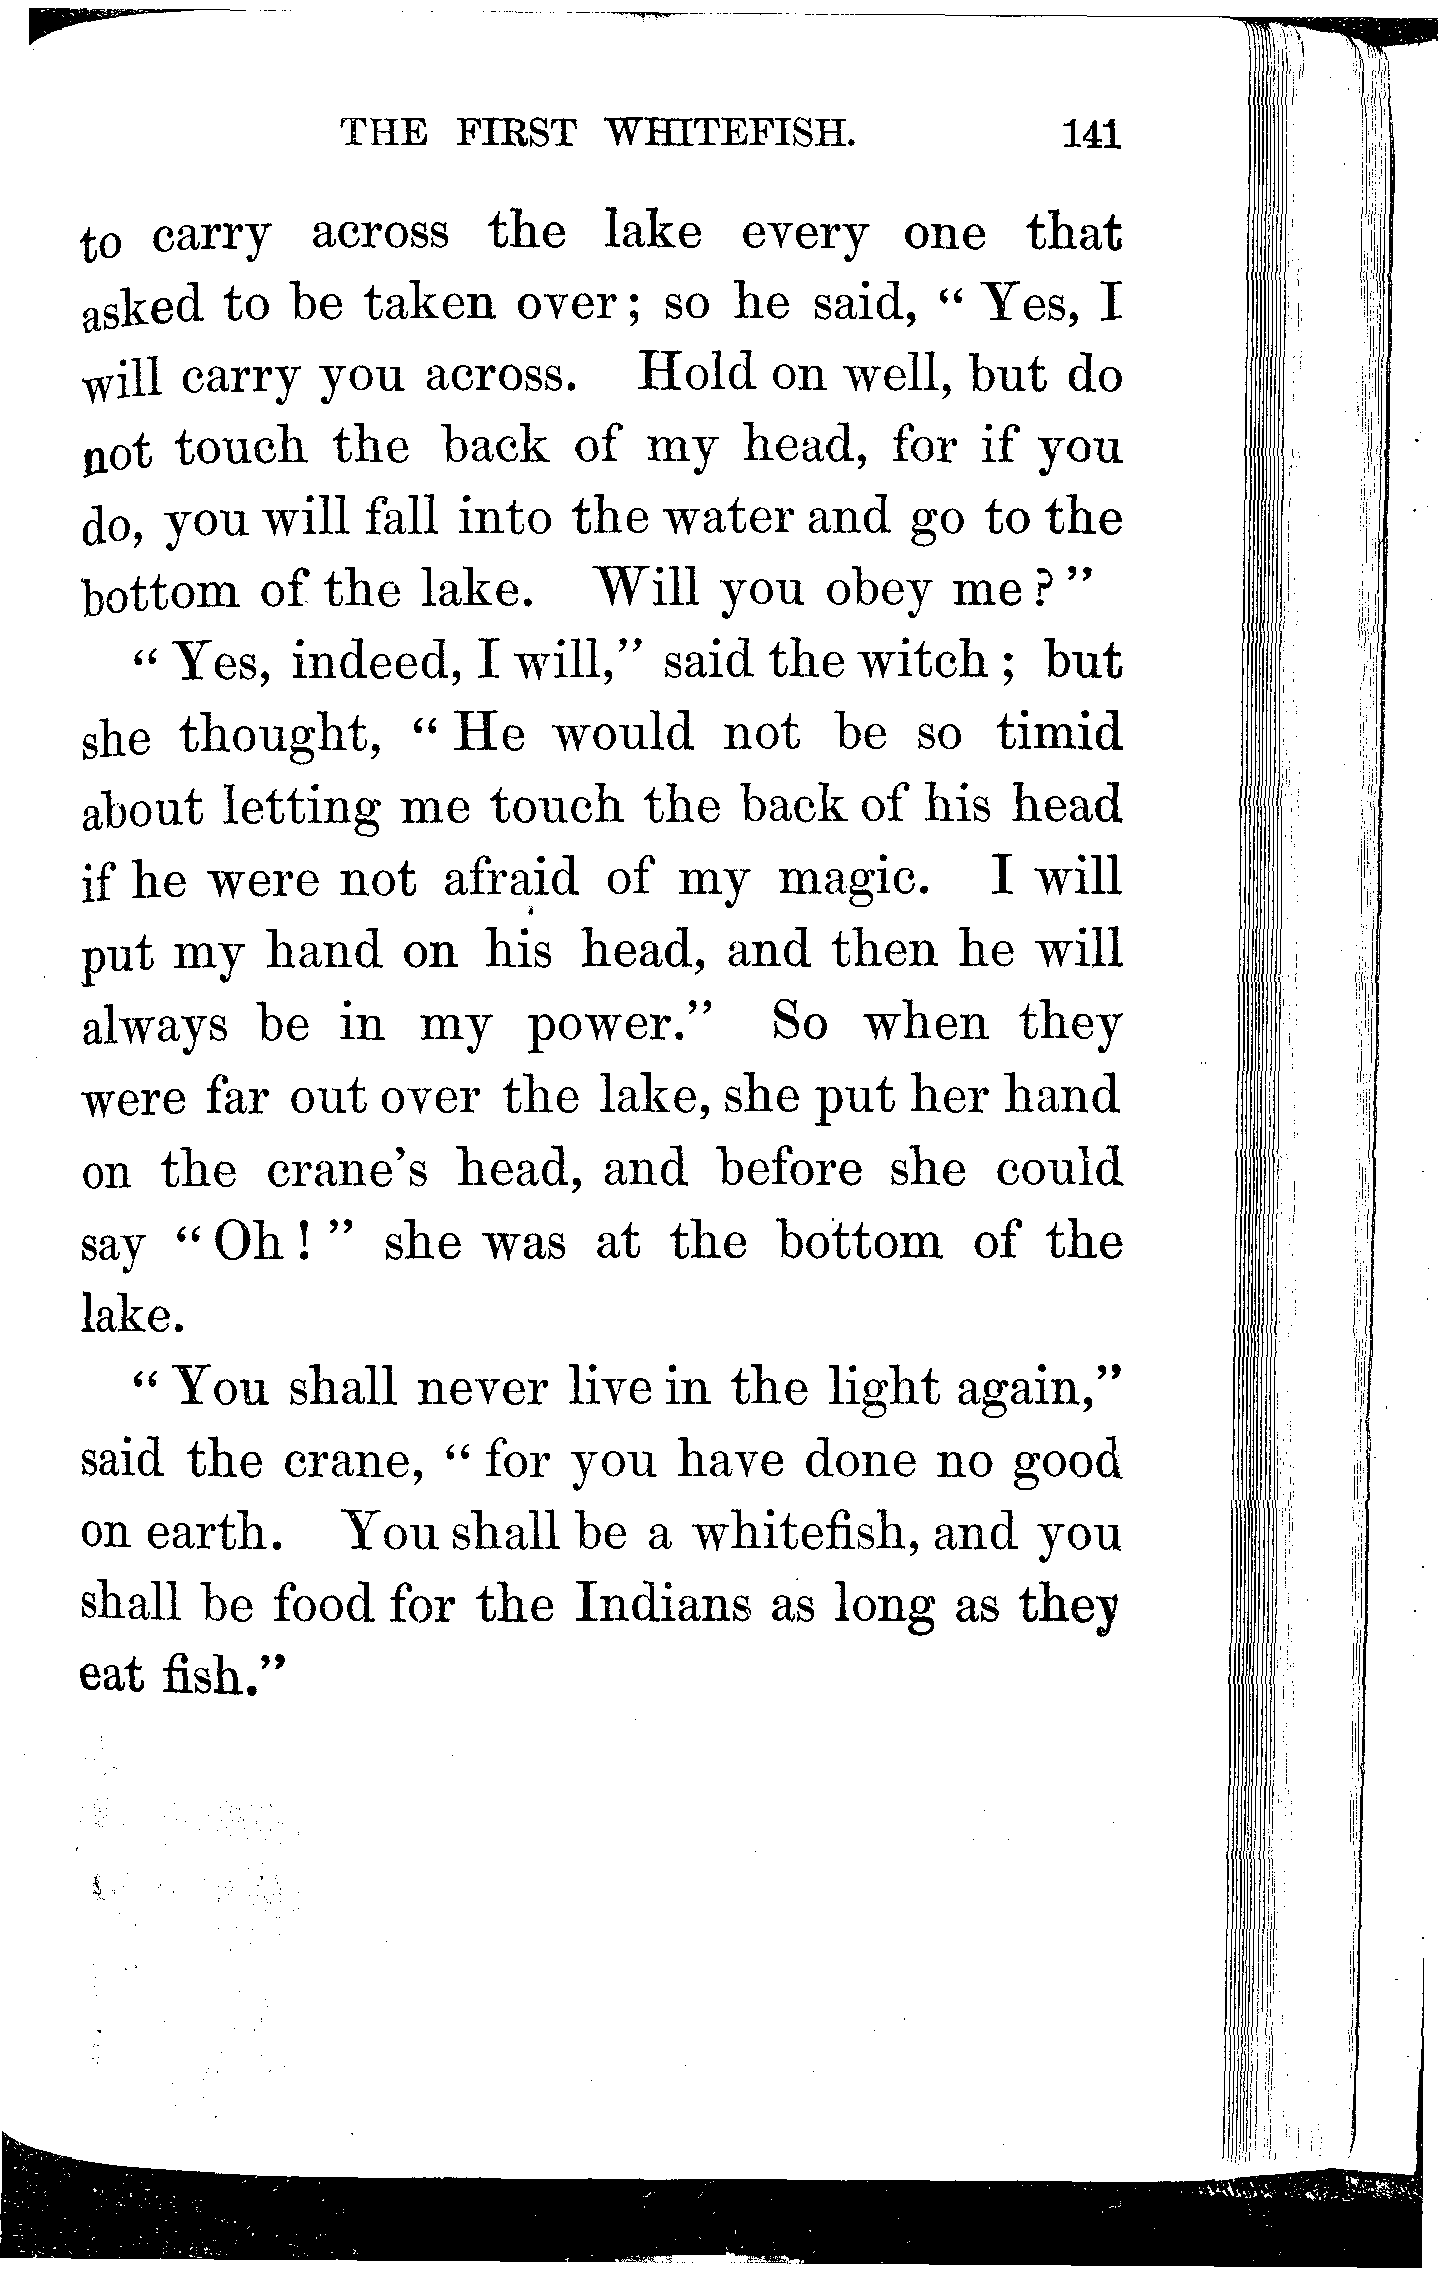 THE FIRST WHITEFISH. 141
to carry across the lake every one that
asked to be taken over; so he said, “Yes, I
will carry you across. Hold on well, but do
not touch the back of my head, for if you
do, you will fall into the water and go to the
bottom of the lake. Will you obey me?”
“Yes, indeed, I will,” said the witch; but
she thought, “He would not be so timid
about letting me touch the back of his head
if he were not afraid of my magic. I will
put my hand on his head, and then he will
always be in my power.” So when they
were far out over the lake, she put her hand
on the crane’s head, and before she could
say “Oh!” she was at the bottom of the
lake.
“You shall never live in the light again,”
said the crane, “for you have done no good
on earth. You shall be a whitefish, and you
shall be food for the Indians as long as they
eat fish.”